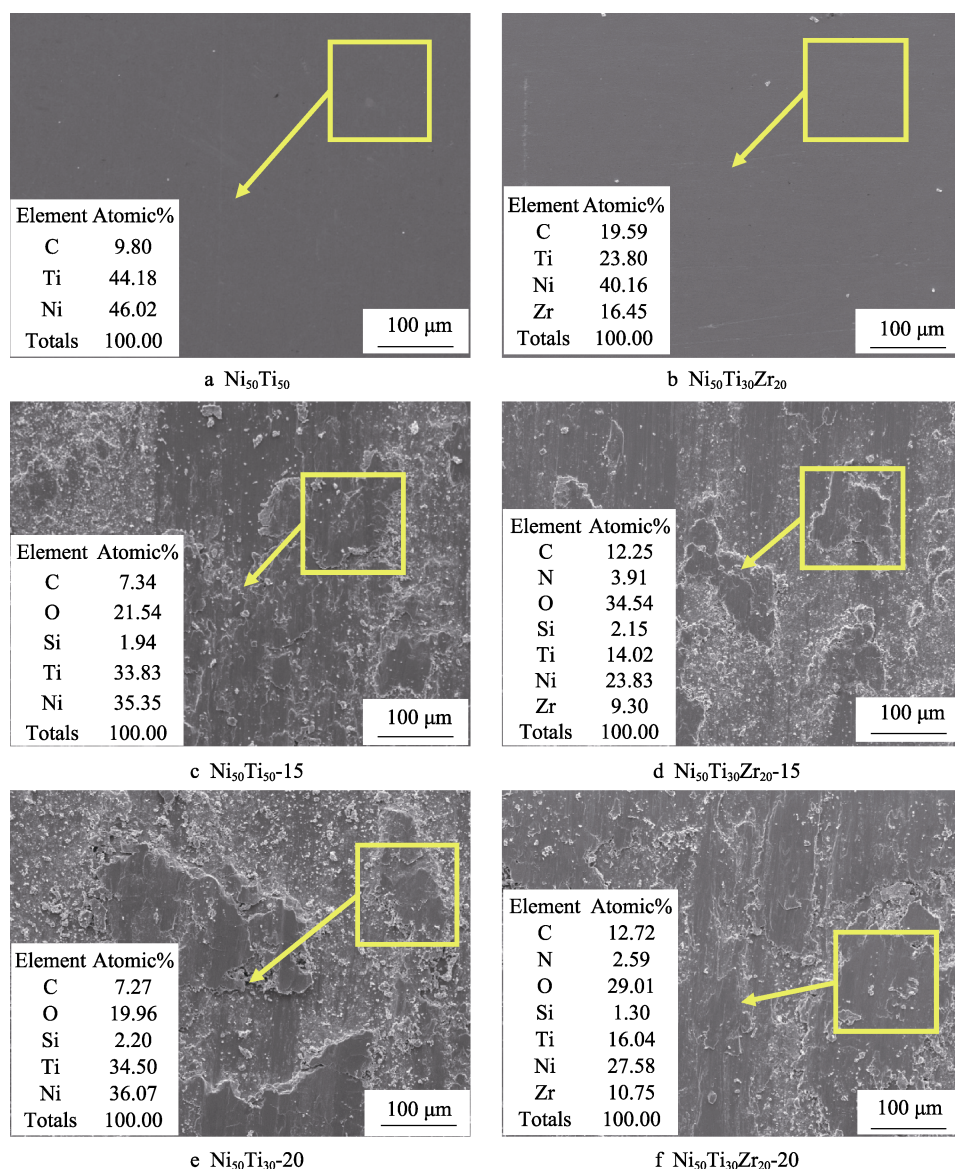 Element Atomic%
C 9.80
Ti 44.18
Ni 46.02
Totals 100.00
100 μm
a Ni₅₀Ti₅₀
Element Atomic%
C 19.59
Ti 23.80
Ni 40.16
Zr 16.45
Totals 100.00
100 μm
b Ni₅₀Ti₃₀Zr₂₀
Element Atomic%
C 7.34
O 21.54
Si 1.94
Ti 33.83
Ni 35.35
Totals 100.00
100 μm
c Ni₅₀Ti₅₀-15
Element Atomic%
C 12.25
N 3.91
O 34.54
Si 2.15
Ti 14.02
Ni 23.83
Zr 9.30
Totals 100.00
100 μm
d Ni₅₀Ti₃₀Zr₂₀-15
Element Atomic%
C 7.27
O 19.96
Si 2.20
Ti 34.50
Ni 36.07
Totals 100.00
100 μm
e Ni₅₀Ti₃₀-20
Element Atomic%
C 12.72
N 2.59
O 29.01
Si 1.30
Ti 16.04
Ni 27.58
Zr 10.75
Totals 100.00
100 μm
f Ni₅₀Ti₃₀Zr₂₀-20